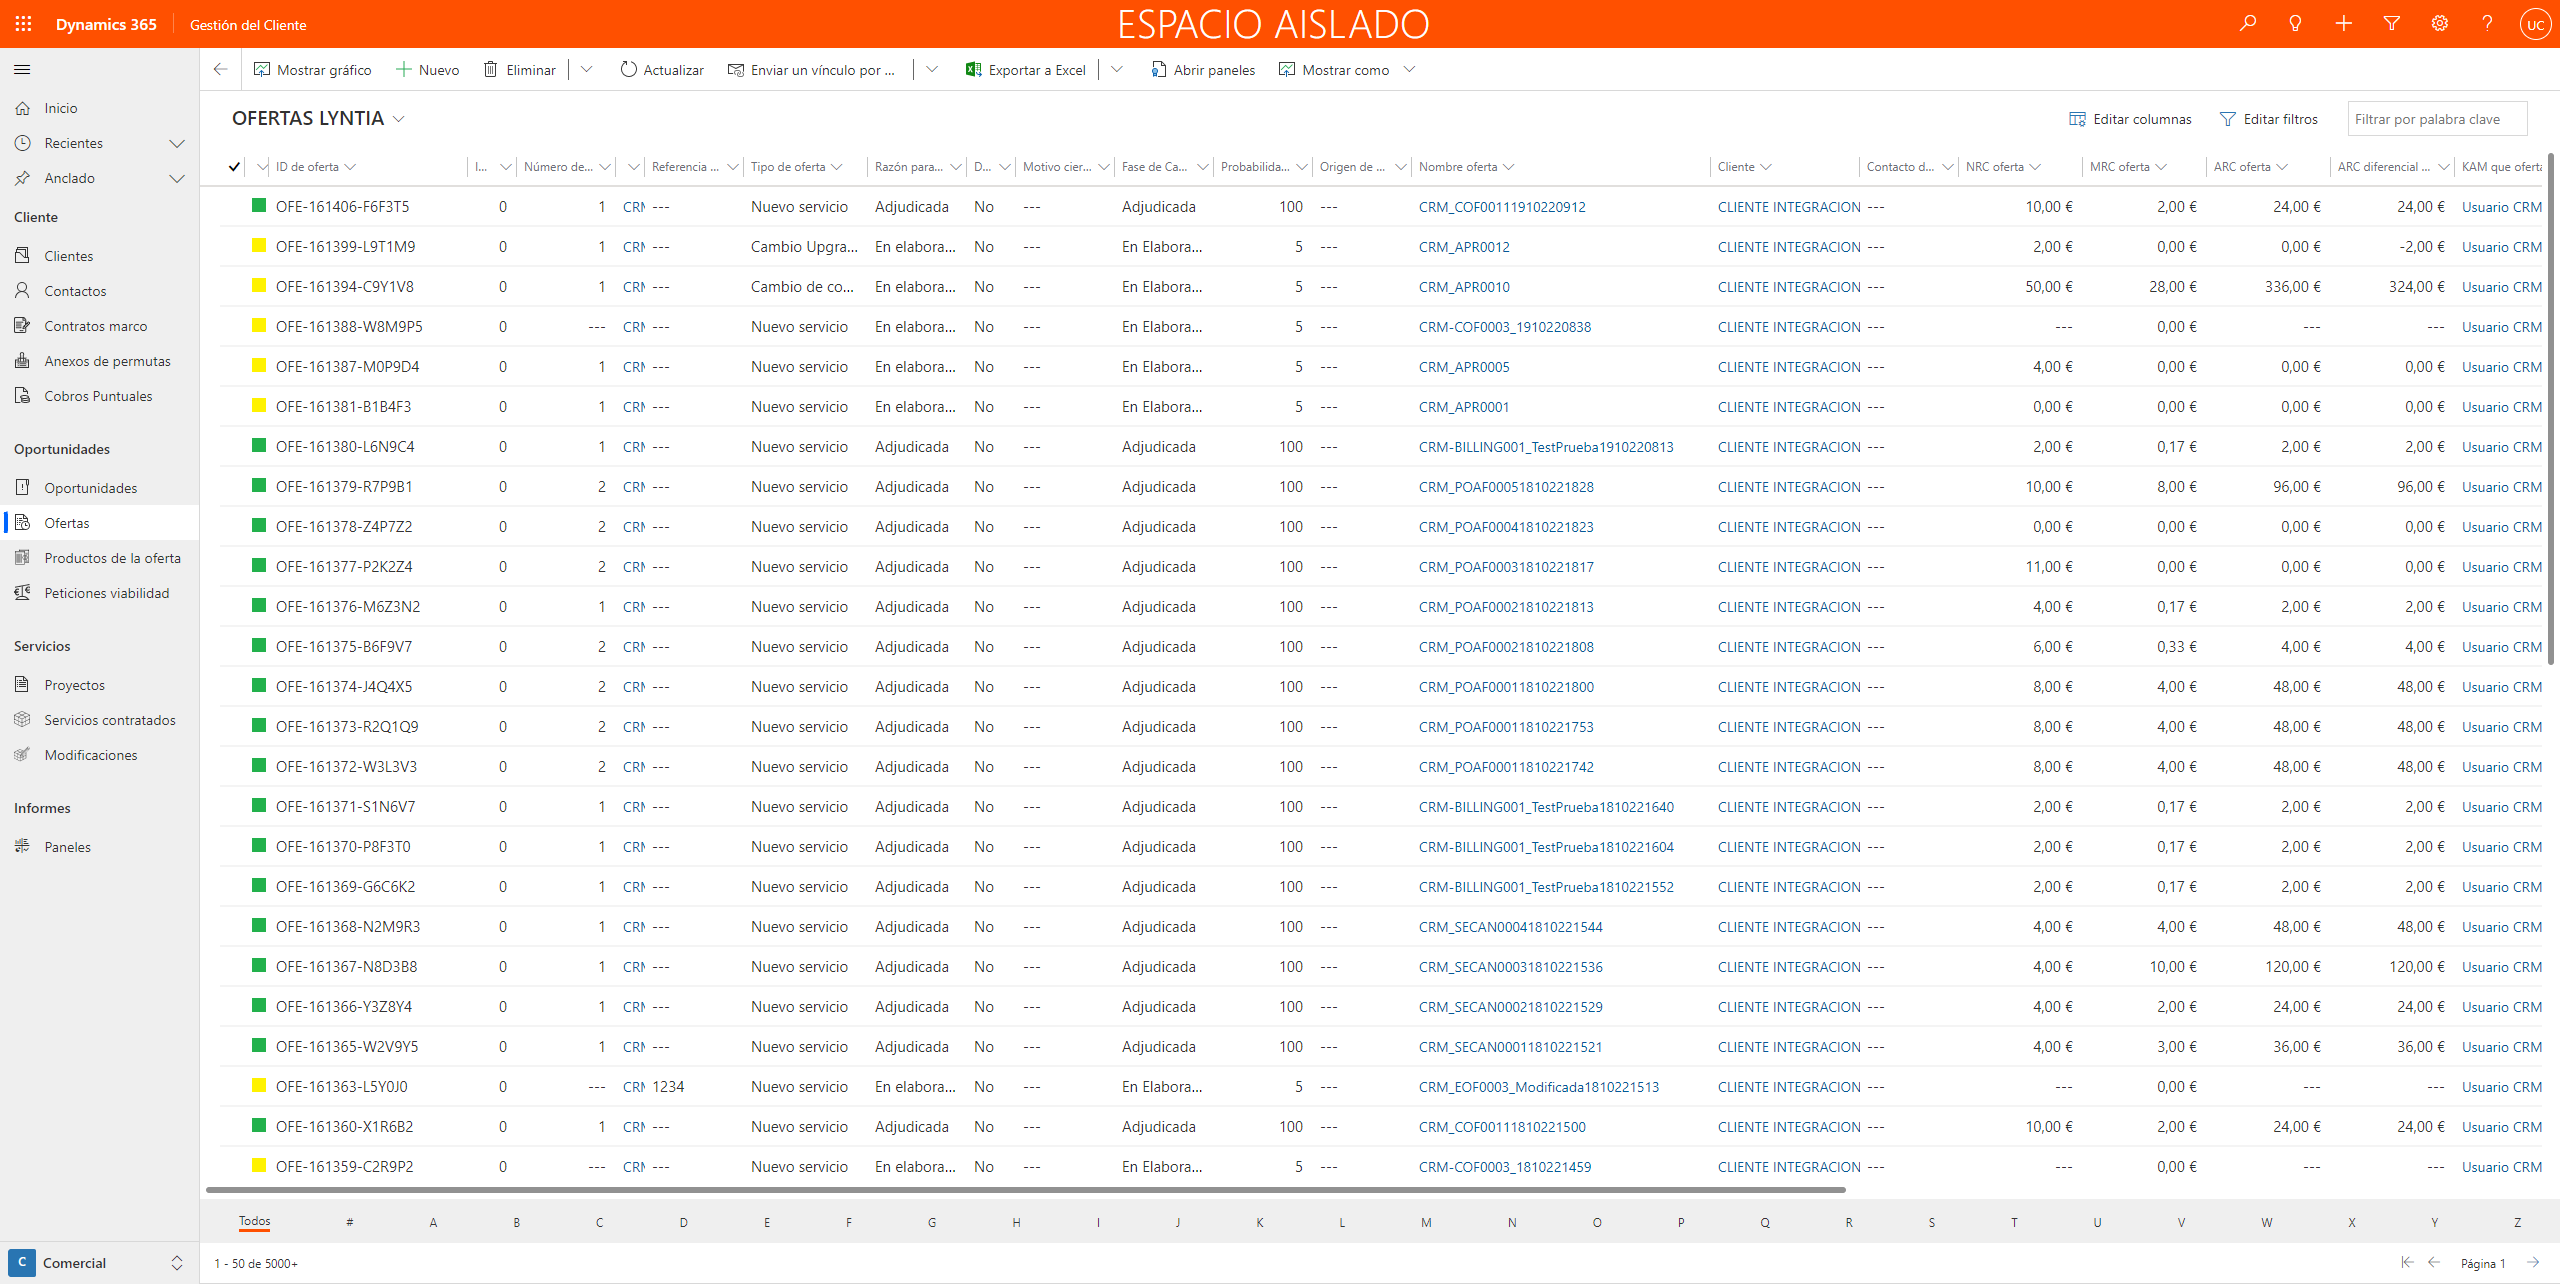 Dynamics 365 Gestión del Cliente ESPACIO AISLADO UC
Mostrar gráfico Nuevo Eliminar Actualizar Enviar un vínculo por ... Exportar a Excel Abrir paneles Mostrar como
Inicio
Recientes
Anclado
Cliente
Clientes
Contactos
Contratos marco
Anexos de permutas
Cobros Puntuales
Oportunidades
Oportunidades
Ofertas
Productos de la oferta
Peticiones viabilidad
Servicios
Proyectos
Servicios contratados
Modificaciones
Informes
Paneles
C Comercial
OFERTAS LYNTIA Editar columnas Editar filtros Filtrar por palabra clave
ID de oferta I... Número de... Referencia ... Tipo de oferta Razón para... D... Motivo cier... Fase de Ca... Probabilida... Origen de ... Nombre oferta Cliente Contacto d... NRC oferta MRC oferta ARC oferta ARC diferencial ... KAM que oferta
OFE-161406-F6F3T5 0 1 CRM --- Nuevo servicio Adjudicada No --- Adjudicada 100 --- CRM_COF00111910220912 CLIENTE INTEGRACION --- 10,00 € 2,00 € 24,00 € 24,00 € Usuario CRM
OFE-161399-L9T1M9 0 1 CRM --- Cambio Upgra... En elabora... No --- En Elabora... 5 --- CRM_APR0012 CLIENTE INTEGRACION --- 2,00 € 0,00 € 0,00 € -2,00 € Usuario CRM
OFE-161394-C9Y1V8 0 1 CRM --- Cambio de co... En elabora... No --- En Elabora... 5 --- CRM_APR0010 CLIENTE INTEGRACION --- 50,00 € 28,00 € 336,00 € 324,00 € Usuario CRM
OFE-161388-W8M9P5 0 --- CRM --- Nuevo servicio En elabora... No --- En Elabora... 5 --- CRM-COF0003_1910220838 CLIENTE INTEGRACION --- --- 0,00 € --- --- Usuario CRM
OFE-161387-M0P9D4 0 1 CRM --- Nuevo servicio En elabora... No --- En Elabora... 5 --- CRM_APR0005 CLIENTE INTEGRACION --- 4,00 € 0,00 € 0,00 € 0,00 € Usuario CRM
OFE-161381-B1B4F3 0 1 CRM --- Nuevo servicio En elabora... No --- En Elabora... 5 --- CRM_APR0001 CLIENTE INTEGRACION --- 0,00 € 0,00 € 0,00 € 0,00 € Usuario CRM
OFE-161380-L6N9C4 0 1 CRM --- Nuevo servicio Adjudicada No --- Adjudicada 100 --- CRM-BILLING001_TestPrueba1910220813 CLIENTE INTEGRACION --- 2,00 € 0,17 € 2,00 € 2,00 € Usuario CRM
OFE-161379-R7P9B1 0 2 CRM --- Nuevo servicio Adjudicada No --- Adjudicada 100 --- CRM_POAF00051810221828 CLIENTE INTEGRACION --- 10,00 € 8,00 € 96,00 € 96,00 € Usuario CRM
OFE-161378-Z4P7Z2 0 2 CRM --- Nuevo servicio Adjudicada No --- Adjudicada 100 --- CRM_POAF00041810221823 CLIENTE INTEGRACION --- 0,00 € 0,00 € 0,00 € 0,00 € Usuario CRM
OFE-161377-P2K2Z4 0 2 CRM --- Nuevo servicio Adjudicada No --- Adjudicada 100 --- CRM_POAF00031810221817 CLIENTE INTEGRACION --- 11,00 € 0,00 € 0,00 € 0,00 € Usuario CRM
OFE-161376-M6Z3N2 0 1 CRM --- Nuevo servicio Adjudicada No --- Adjudicada 100 --- CRM_POAF00021810221813 CLIENTE INTEGRACION --- 4,00 € 0,17 € 2,00 € 2,00 € Usuario CRM
OFE-161375-B6F9V7 0 2 CRM --- Nuevo servicio Adjudicada No --- Adjudicada 100 --- CRM_POAF00021810221808 CLIENTE INTEGRACION --- 6,00 € 0,33 € 4,00 € 4,00 € Usuario CRM
OFE-161374-J4Q4X5 0 2 CRM --- Nuevo servicio Adjudicada No --- Adjudicada 100 --- CRM_POAF00011810221800 CLIENTE INTEGRACION --- 8,00 € 4,00 € 48,00 € 48,00 € Usuario CRM
OFE-161373-R2Q1Q9 0 2 CRM --- Nuevo servicio Adjudicada No --- Adjudicada 100 --- CRM_POAF00011810221753 CLIENTE INTEGRACION --- 8,00 € 4,00 € 48,00 € 48,00 € Usuario CRM
OFE-161372-W3L3V3 0 2 CRM --- Nuevo servicio Adjudicada No --- Adjudicada 100 --- CRM_POAF00011810221742 CLIENTE INTEGRACION --- 8,00 € 4,00 € 48,00 € 48,00 € Usuario CRM
OFE-161371-S1N6V7 0 1 CRM --- Nuevo servicio Adjudicada No --- Adjudicada 100 --- CRM-BILLING001_TestPrueba1810221640 CLIENTE INTEGRACION --- 2,00 € 0,17 € 2,00 € 2,00 € Usuario CRM
OFE-161370-P8F3T0 0 1 CRM --- Nuevo servicio Adjudicada No --- Adjudicada 100 --- CRM-BILLING001_TestPrueba1810221604 CLIENTE INTEGRACION --- 2,00 € 0,17 € 2,00 € 2,00 € Usuario CRM
OFE-161369-G6C6K2 0 1 CRM --- Nuevo servicio Adjudicada No --- Adjudicada 100 --- CRM-BILLING001_TestPrueba1810221552 CLIENTE INTEGRACION --- 2,00 € 0,17 € 2,00 € 2,00 € Usuario CRM
OFE-161368-N2M9R3 0 1 CRM --- Nuevo servicio Adjudicada No --- Adjudicada 100 --- CRM_SECAN00041810221544 CLIENTE INTEGRACION --- 4,00 € 4,00 € 48,00 € 48,00 € Usuario CRM
OFE-161367-N8D3B8 0 1 CRM --- Nuevo servicio Adjudicada No --- Adjudicada 100 --- CRM_SECAN00031810221536 CLIENTE INTEGRACION --- 4,00 € 10,00 € 120,00 € 120,00 € Usuario CRM
OFE-161366-Y3Z8Y4 0 1 CRM --- Nuevo servicio Adjudicada No --- Adjudicada 100 --- CRM_SECAN00021810221529 CLIENTE INTEGRACION --- 4,00 € 2,00 € 24,00 € 24,00 € Usuario CRM
OFE-161365-W2V9Y5 0 1 CRM --- Nuevo servicio Adjudicada No --- Adjudicada 100 --- CRM_SECAN00011810221521 CLIENTE INTEGRACION --- 4,00 € 3,00 € 36,00 € 36,00 € Usuario CRM
OFE-161363-L5Y0J0 0 --- CRM 1234 Nuevo servicio En elabora... No --- En Elabora... 5 --- CRM_EOF0003_Modificada1810221513 CLIENTE INTEGRACION --- --- 0,00 € --- --- Usuario CRM
OFE-161360-X1R6B2 0 1 CRM --- Nuevo servicio Adjudicada No --- Adjudicada 100 --- CRM_COF00111810221500 CLIENTE INTEGRACION --- 10,00 € 2,00 € 24,00 € 24,00 € Usuario CRM
OFE-161359-C2R9P2 0 --- CRM --- Nuevo servicio En elabora... No --- En Elabora... 5 --- CRM-COF0003_1810221459 CLIENTE INTEGRACION --- --- 0,00 € --- --- Usuario CRM
Todos # A B C D E F G H I J K L M N O P Q R S T U V W X Y Z
1 - 50 de 5000+ Página 1